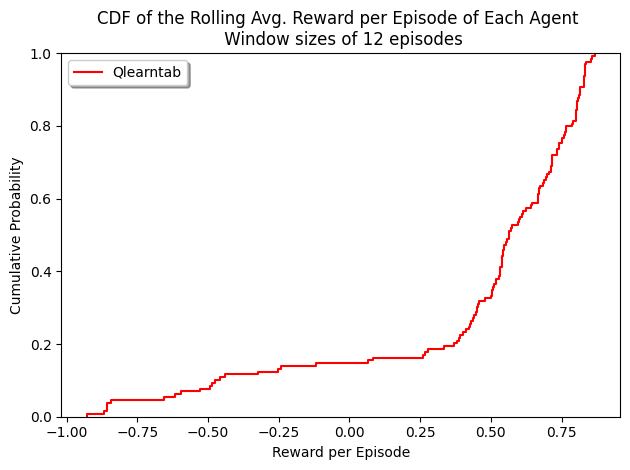 CDF of the Rolling Avg. Reward per Episode of Each Agent
Window sizes of 12 episodes
Qlearntab
1.0
0.8
0.6
0.4
0.2
0.0
Cumulative Probability
−1.00
−0.75
−0.50
−0.25
0.00
0.25
0.50
0.75
Reward per Episode